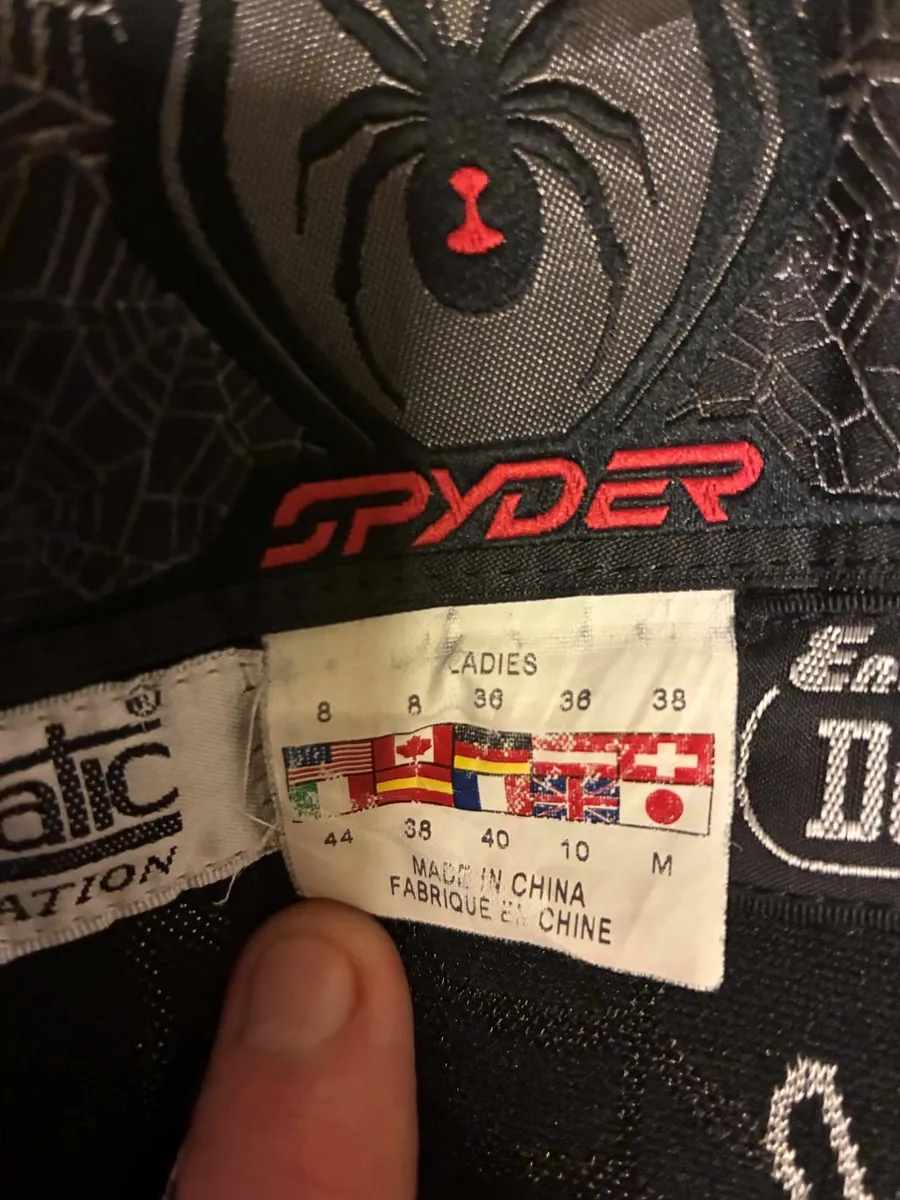 SPYDER
LADIES
8 8 36 36 38
44 38 40 10 M
MADE IN CHINA
FABRIQUE EN CHINE
atic®
ATION
En
D